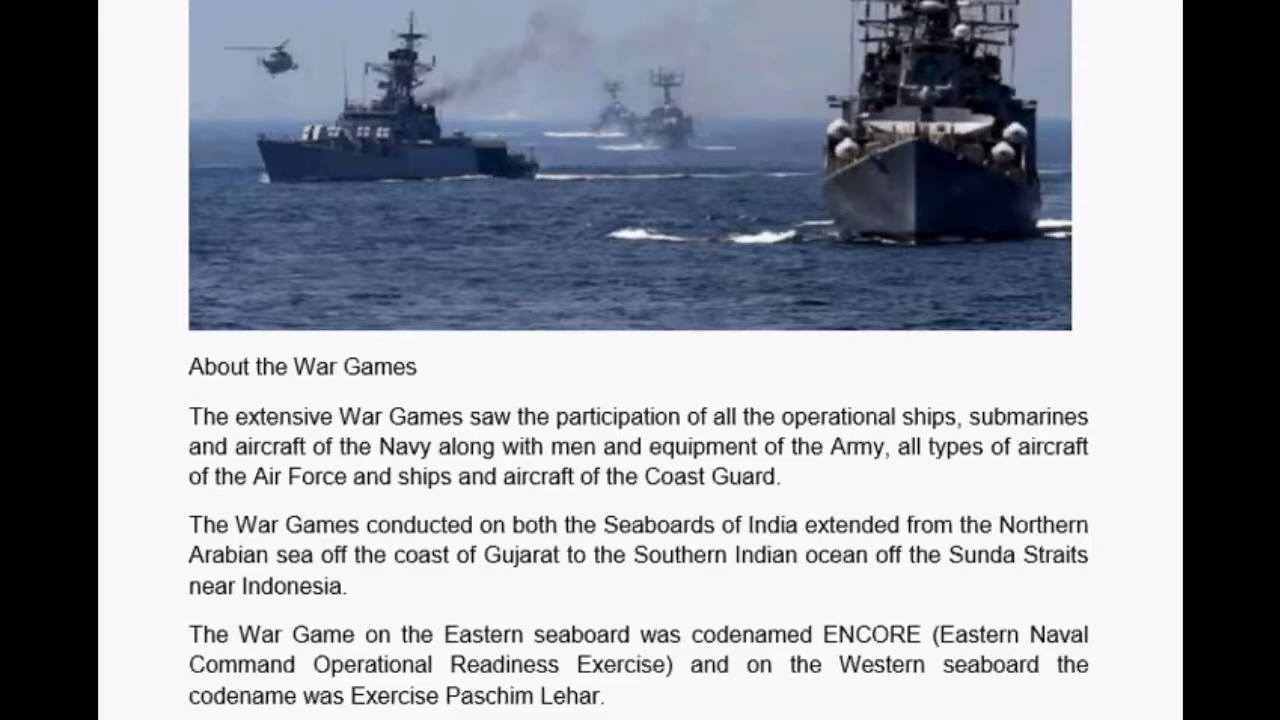 About the War Games
The extensive War Games saw the participation of all the operational ships, submarines
and aircraft of the Navy along with men and equipment of the Army, all types of aircraft
of the Air Force and ships and aircraft of the Coast Guard.
The War Games conducted on both the Seaboards of India extended from the Northern
Arabian sea off the coast of Gujarat to the Southern Indian ocean off the Sunda Straits
near Indonesia.
The War Game on the Eastern seaboard was codenamed ENCORE (Eastern Naval
Command Operational Readiness Exercise) and on the Western seaboard the
codename was Exercise Paschim Lehar.